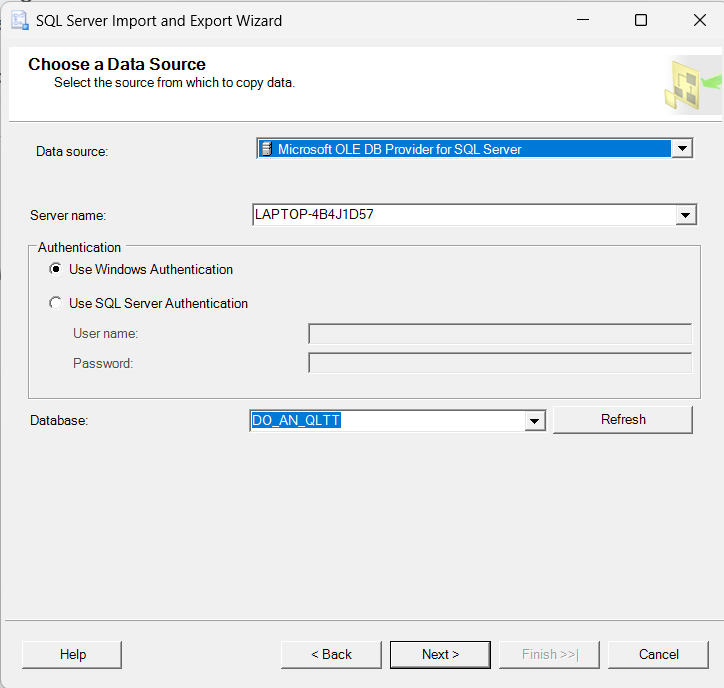 SQL Server Import and Export Wizard
Choose a Data Source
Select the source from which to copy data.
Data source: Microsoft OLE DB Provider for SQL Server
Server name: LAPTOP-4B4J1D57
Authentication
Use Windows Authentication
Use SQL Server Authentication
User name:
Password:
Database: DO_AN_QLTT Refresh
Help < Back Next > Finish >>| Cancel